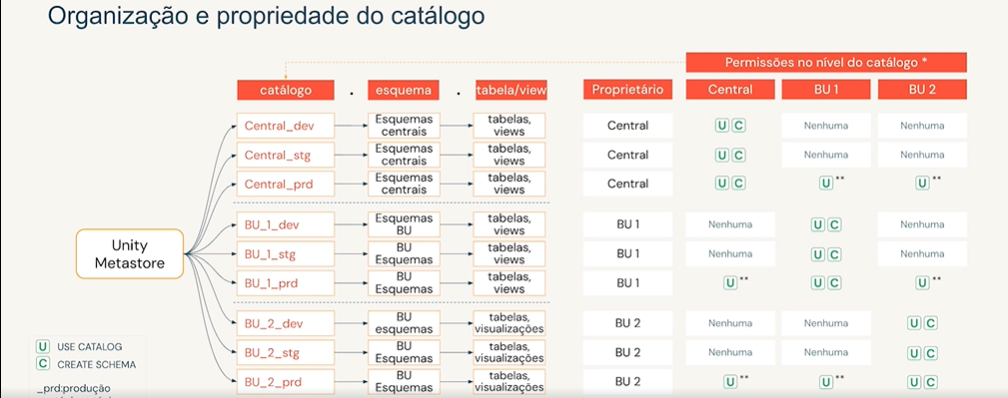 Organização e propriedade do catálogo
Permissões no nível do catálogo *
catálogo . esquema . tabela/view Proprietário Central BU 1 BU 2
Central_dev Esquemas centrais tabelas, views Central U C Nenhuma Nenhuma
Central_stg Esquemas centrais tabelas, views Central U C Nenhuma Nenhuma
Central_prd Esquemas centrais tabelas, views Central U C U** U**
Unity Metastore
BU_1_dev Esquemas BU tabelas, views BU 1 Nenhuma U C Nenhuma
BU_1_stg BU Esquemas tabelas, views BU 1 Nenhuma U C Nenhuma
BU_1_prd BU Esquemas tabelas, views BU 1 U** U C U**
BU_2_dev BU esquemas tabelas, visualizações BU 2 Nenhuma Nenhuma U C
BU_2_stg BU Esquemas tabelas, visualizações BU 2 Nenhuma Nenhuma U C
BU_2_prd BU Esquemas tabelas, visualizações BU 2 U** U** U C
U USE CATALOG
C CREATE SCHEMA
_prd:produção